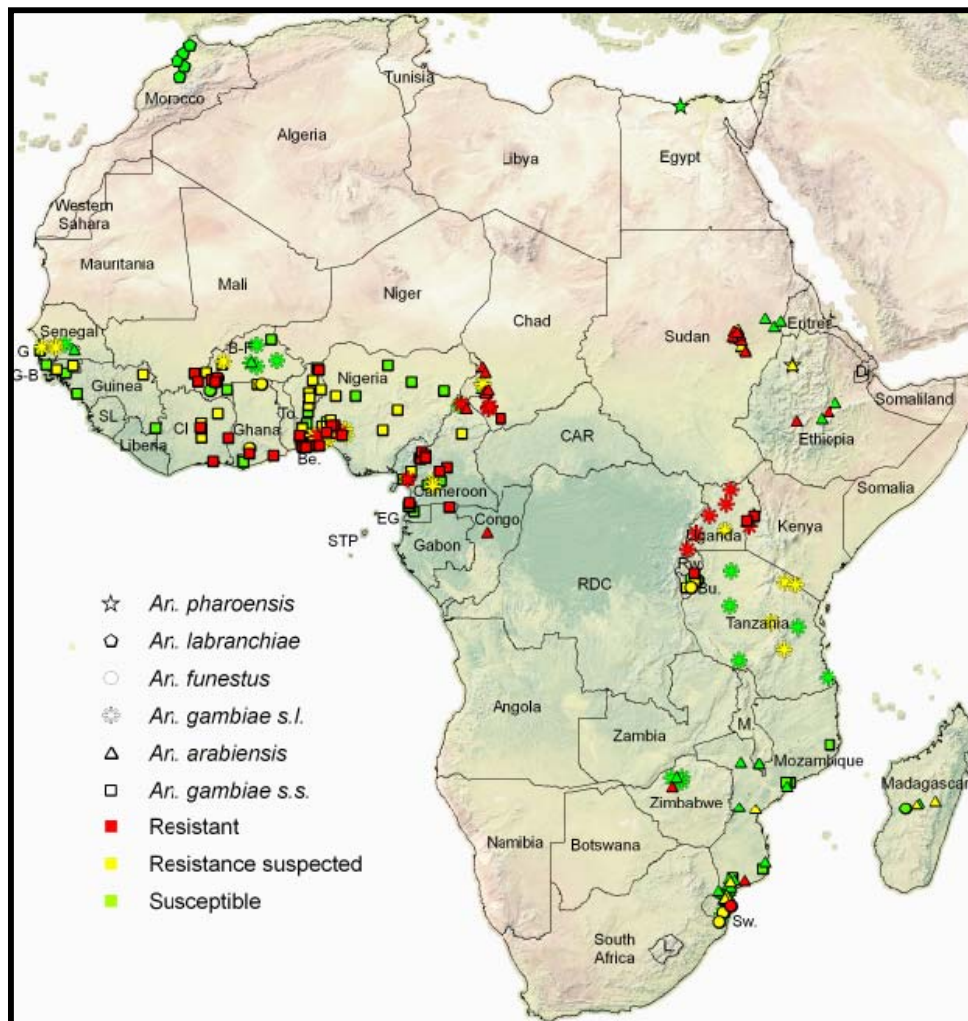 Tunisia
Morocco
Algeria
Libya
Egypt
Western
Sahara
Mauritania
Mali
Niger
Chad
Sudan
Eritrea
Senegal
G
G-B
Guinea
SL
Liberia
CI
B-F
Ghana
To.
Be.
Nigeria
Dj.
Somaliland
Ethiopia
CAR
Cameroon
Somalia
EG
STP
Gabon
Congo
Uganda
Kenya
Rw.
Bu.
RDC
Tanzania
Angola
Zambia
M.
Mozambique
Madagascar
Zimbabwe
Namibia
Botswana
Sw.
South
Africa
L.
An. pharoensis
An. labranchiae
An. funestus
An. gambiae s.l.
An. arabiensis
An. gambiae s.s.
Resistant
Resistance suspected
Susceptible